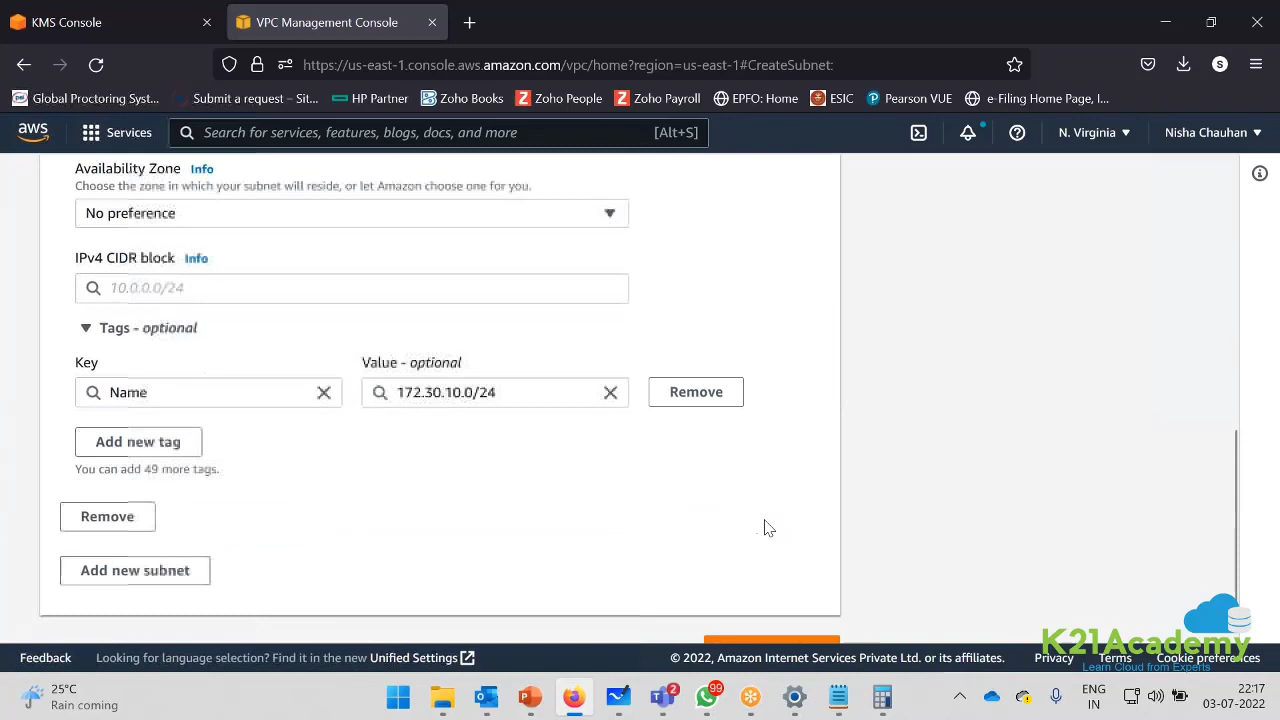 KMS Console
VPC Management Console
https://us-east-1.console.aws.amazon.com/vpc/home?region=us-east-1#CreateSubnet:
S
Global Proctoring Syst...
Submit a request – Sit...
HP Partner
Zoho Books
Zoho People
Zoho Payroll
EPFO: Home
ESIC
Pearson VUE
e-Filing Home Page, I...
aws
Services
Search for services, features, blogs, docs, and more
[Alt+S]
N. Virginia
Nisha Chauhan
Availability Zone Info
Choose the zone in which your subnet will reside, or let Amazon choose one for you.
No preference
IPv4 CIDR block Info
10.0.0.0/24
Tags - optional
Key
Value - optional
Name
172.30.10.0/24
Remove
Add new tag
You can add 49 more tags.
Remove
Add new subnet
K21Academy
Learn Cloud from Experts
Feedback
Looking for language selection? Find it in the new Unified Settings
© 2022, Amazon Internet Services Private Ltd. or its affiliates.
Privacy
Terms
Cookie preferences
25°C
Rain coming
2
99
ENG
IN
22:17
03-07-2022